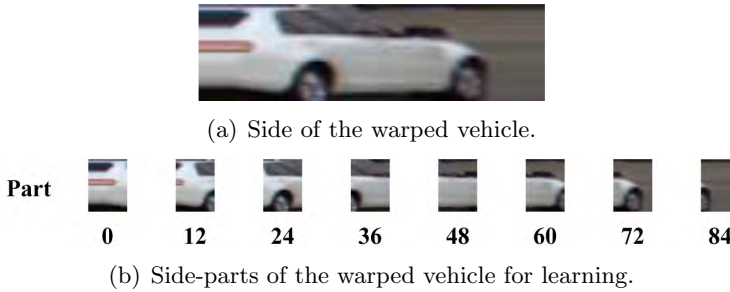 (a) Side of the warped vehicle.
Part
0 12 24 36 48 60 72 84
(b) Side-parts of the warped vehicle for learning.